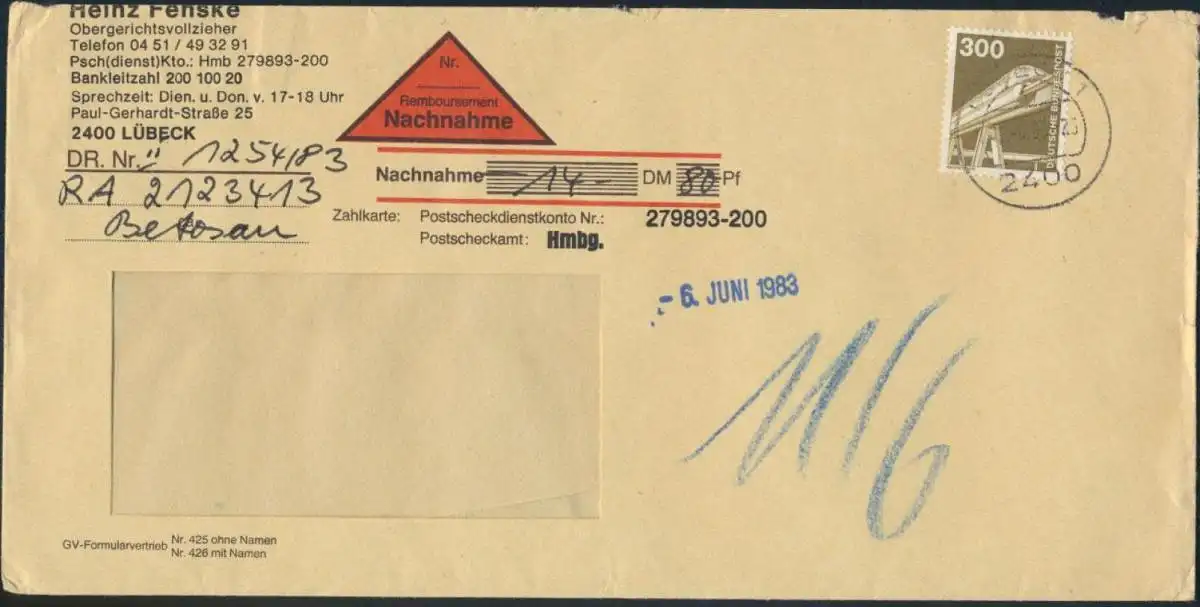 Heinz Fenske
Obergerichtsvollzieher
Telefon 04 51 / 49 32 91
Psch(dienst)Kto.: Hmb 279893-200
Bankleitzahl 200 100 20
Sprechzeit: Dien. u. Don. v. 17-18 Uhr
Paul-Gerhardt-Straße 25
2400 LÜBECK
DR. Nr. II 1254/83
RA 2123413
Nr.
Remboursement
Nachnahme
Nachnahme -14- DM 80 Pf
Zahlkarte: Postscheckdienstkonto Nr.: 279893-200
Postscheckamt: Hmbg.
300
DEUTSCHE BUNDESPOST
2400
- 6. JUNI 1983
GV-Formularvertrieb Nr. 425 ohne Namen
Nr. 426 mit Namen